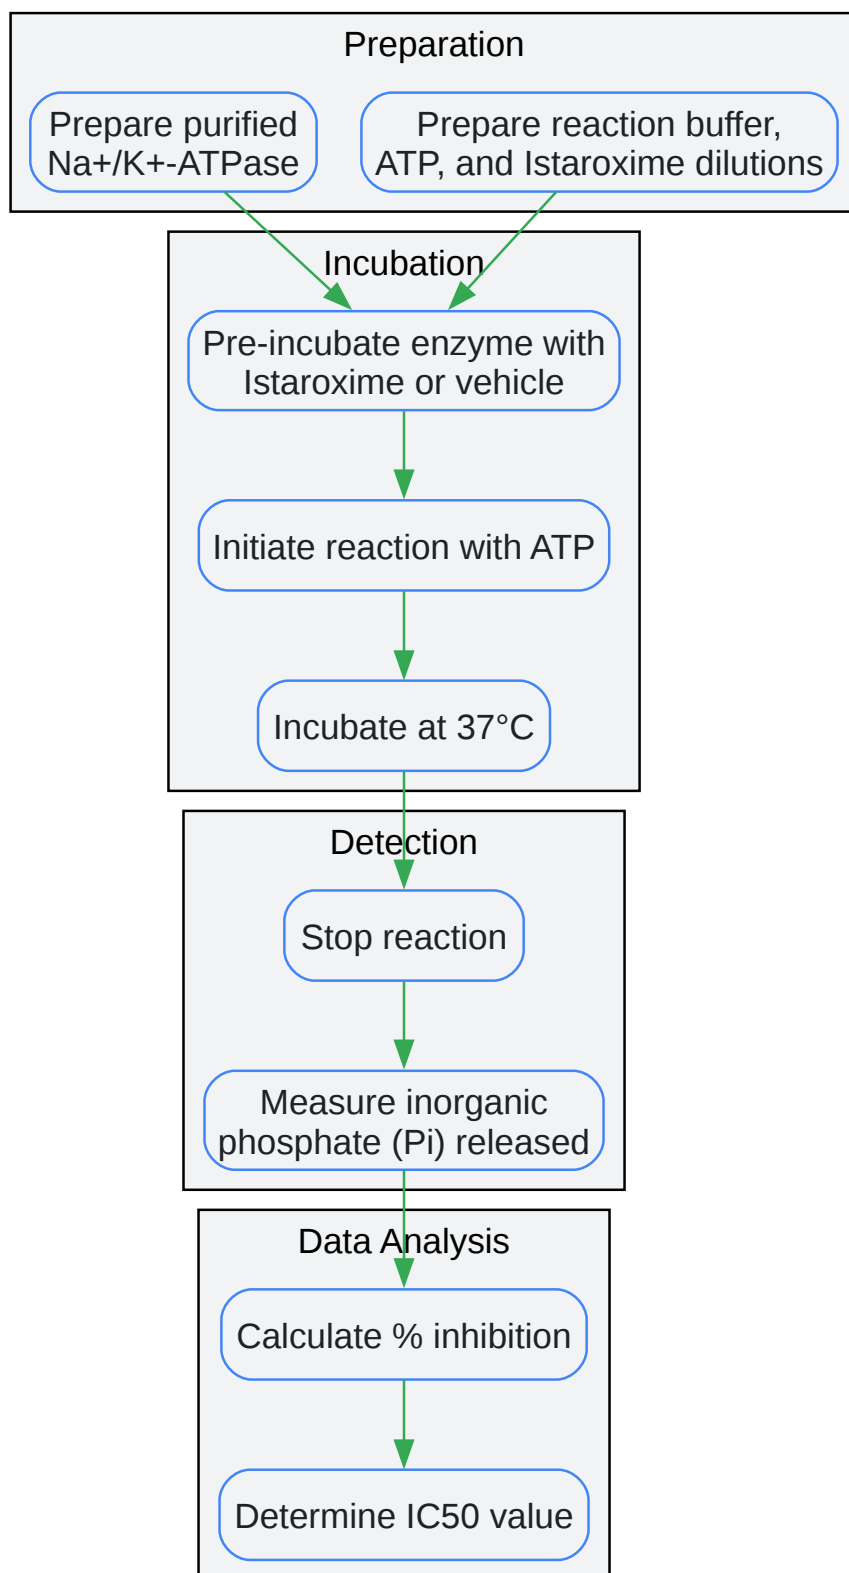 Preparation
Prepare purified
Na+/K+-ATPase
Prepare reaction buffer,
ATP, and Istaroxime dilutions
Incubation
Pre-incubate enzyme with
Istaroxime or vehicle
Initiate reaction with ATP
Incubate at 37°C
Detection
Stop reaction
Measure inorganic
phosphate (Pi) released
Data Analysis
Calculate % inhibition
Determine IC50 value